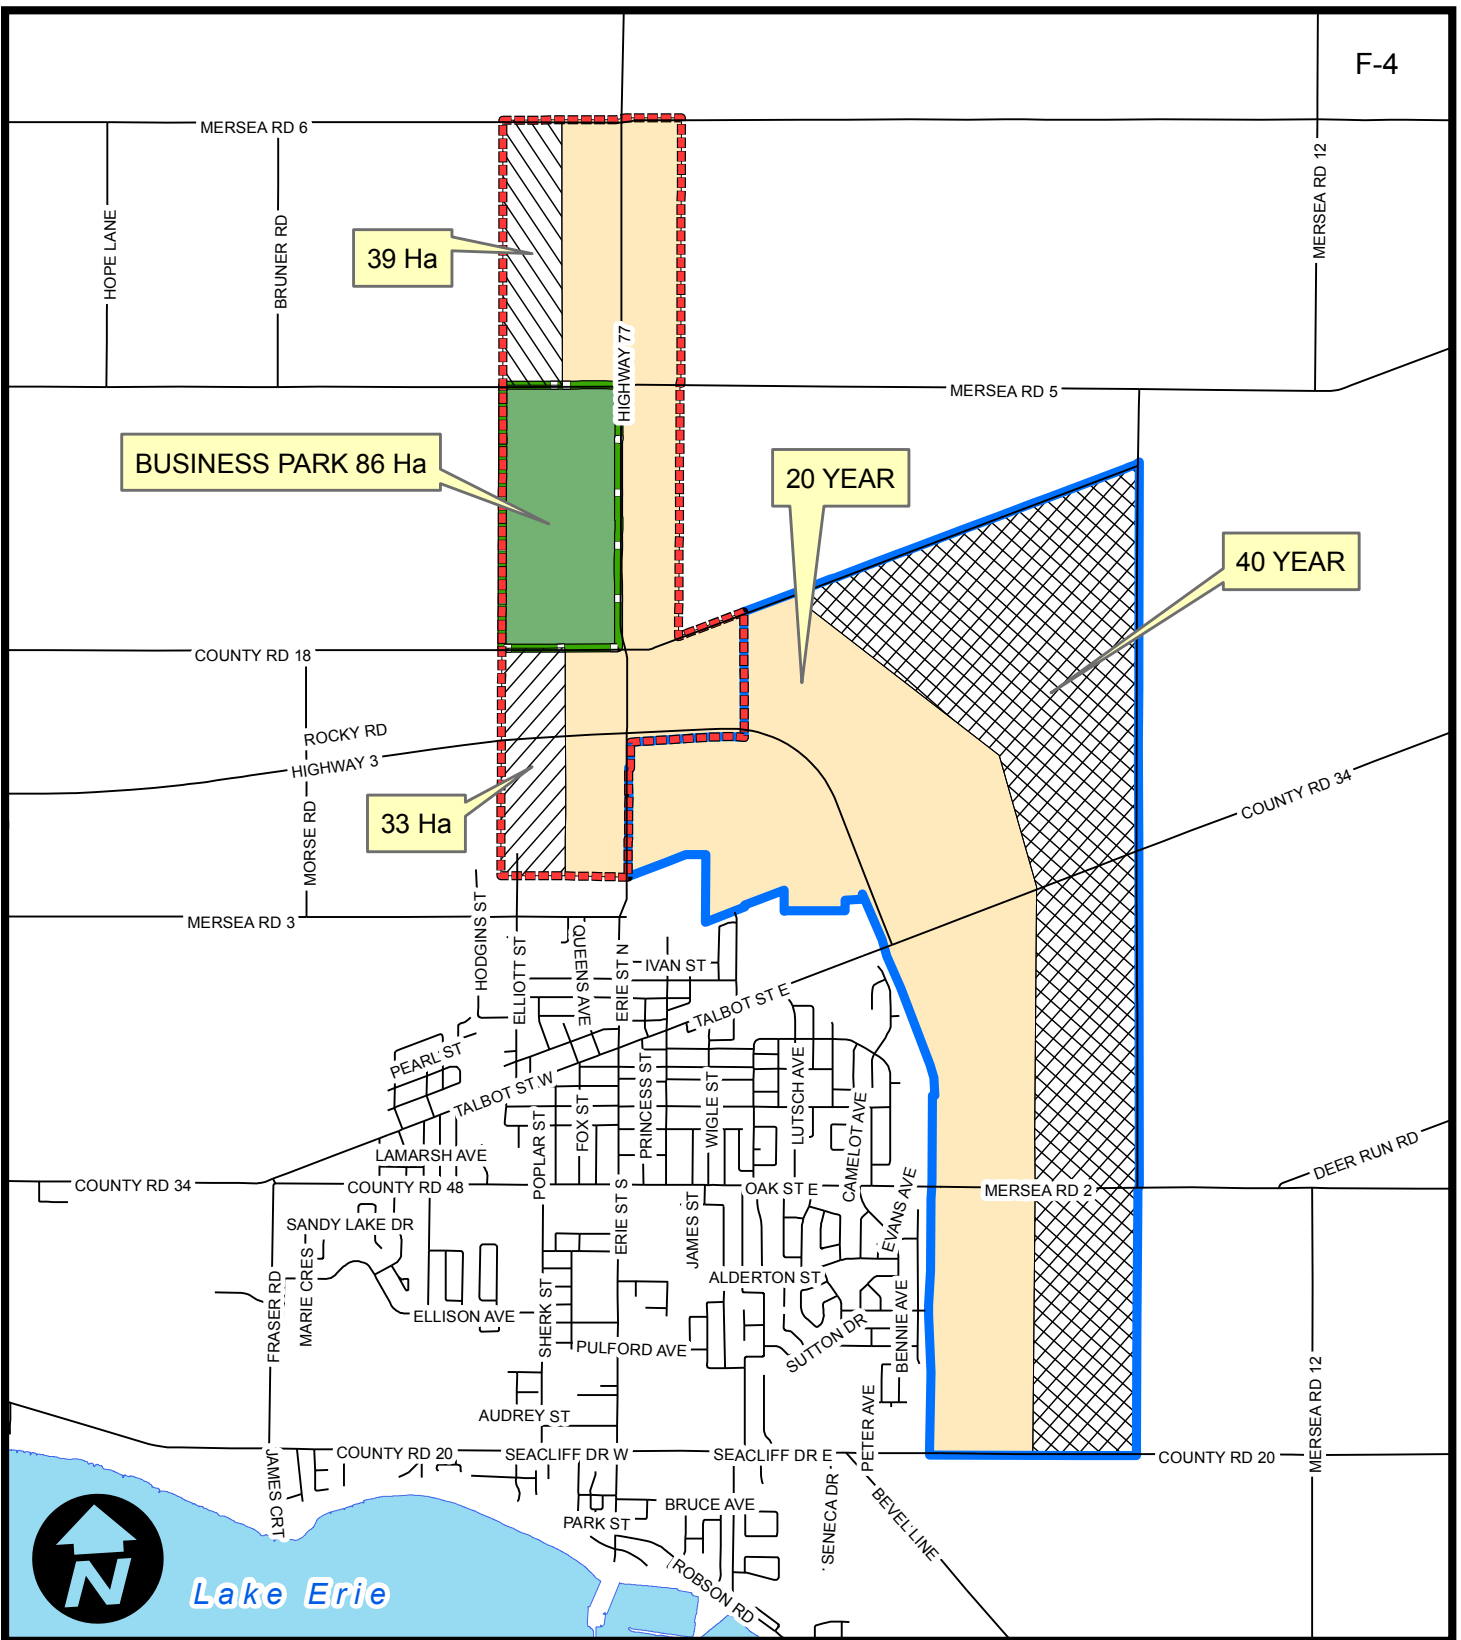 F-4
MERSEA RD 6
MERSEA RD 12
HOPE LANE
BRUNER RD
39 Ha
HIGHWAY 77
MERSEA RD 5
BUSINESS PARK 86 Ha
20 YEAR
40 YEAR
COUNTY RD 18
ROCKY RD
HIGHWAY 3
MORSE RD
33 Ha
COUNTY RD 34
MERSEA RD 3
HODGINS ST
ELLIOTT ST
QUEENS AVE
ERIE ST N
IVAN ST
TALBOT ST E
PEARL ST
TALBOT ST W
POPLAR ST
FOX ST
PRINCESS ST
WIGLE ST
LUTSCH AVE
CAMELOT AVE
LAMARSH AVE
DEER RUN RD
COUNTY RD 34
COUNTY RD 48
OAK ST E
MERSEA RD 2
SANDY LAKE DR
MARIE CRES
ERIE ST S
JAMES ST
EVANS AVE
ALDERTON ST
FRASER RD
ELLISON AVE
SHERK ST
PULFORD AVE
SUTTON DR
BENNIE AVE
PETER AVE
MERSEA RD 12
AUDREY ST
COUNTY RD 20
SEACLIFF DR W
SEACLIFF DR E
COUNTY RD 20
JAMES CRT
BRUCE AVE
PARK ST
SENECA DR
BEVEL LINE
ROBSON RD
N
Lake Erie